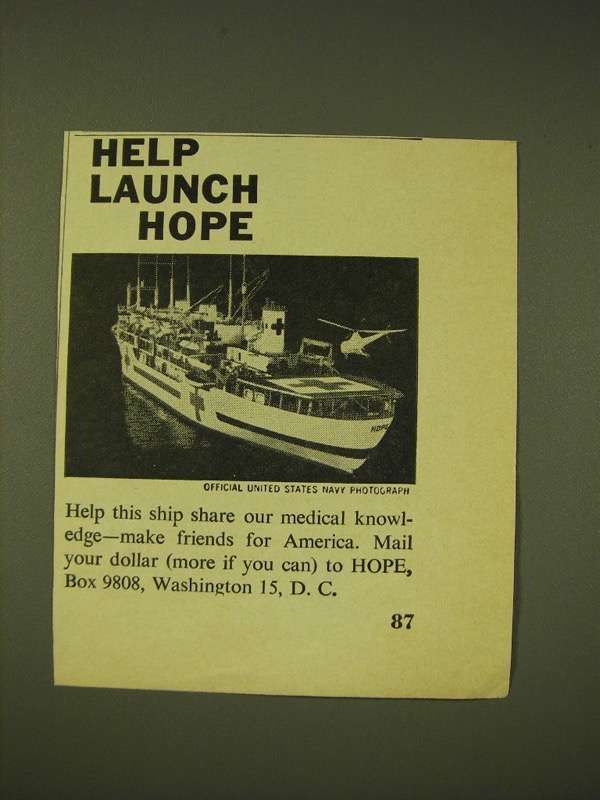 HELP
LAUNCH
HOPE
HOPE
OFFICIAL UNITED STATES NAVY PHOTOGRAPH
Help this ship share our medical knowl-
edge—make friends for America. Mail
your dollar (more if you can) to HOPE,
Box 9808, Washington 15, D. C.
87